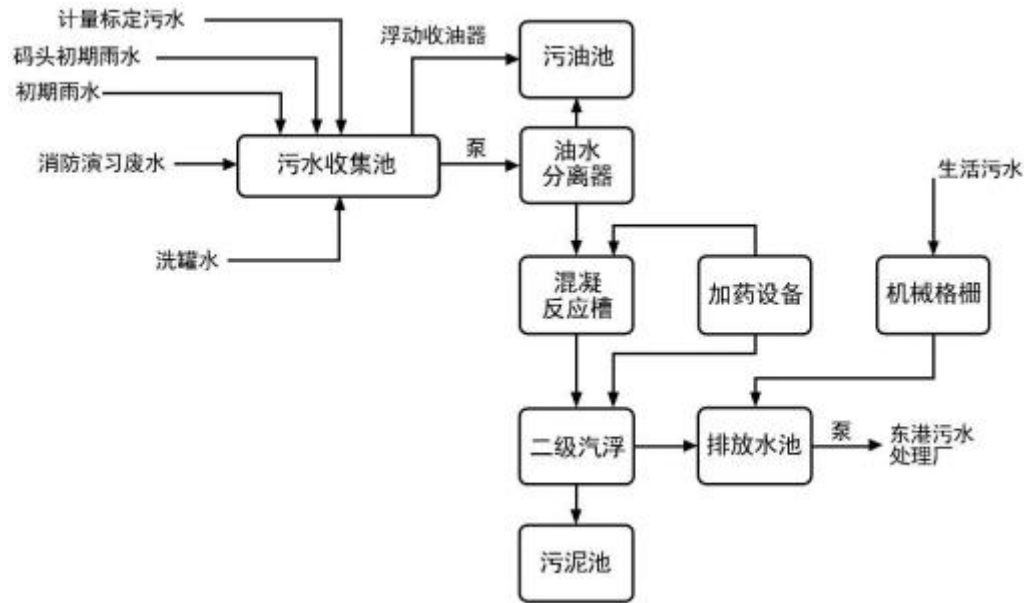 计量标定污水
码头初期雨水
初期雨水
消防演习废水
洗罐水
污水收集池
浮动收油器
泵
污油池
油水
分离器
混凝
反应槽
加药设备
生活污水
机械格栅
二级汽浮
排放水池
泵
东港污水
处理厂
污泥池